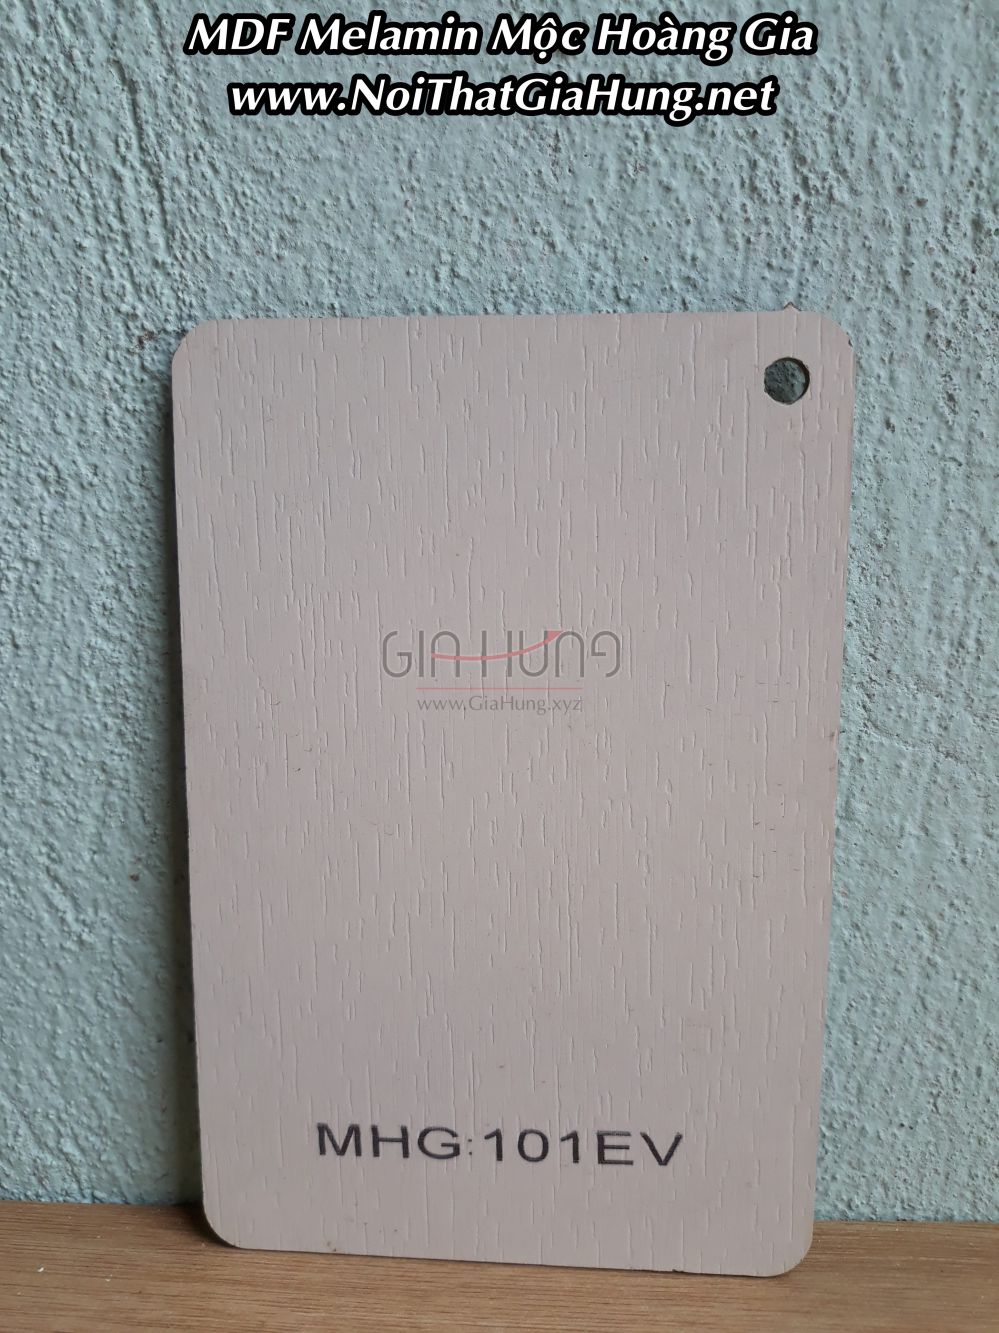 MDF Melamin Mộc Hoàng Gia
www.NoiThatGiaHung.net
GIA HUNG
www.GiaHung.xyz
MHG:101EV